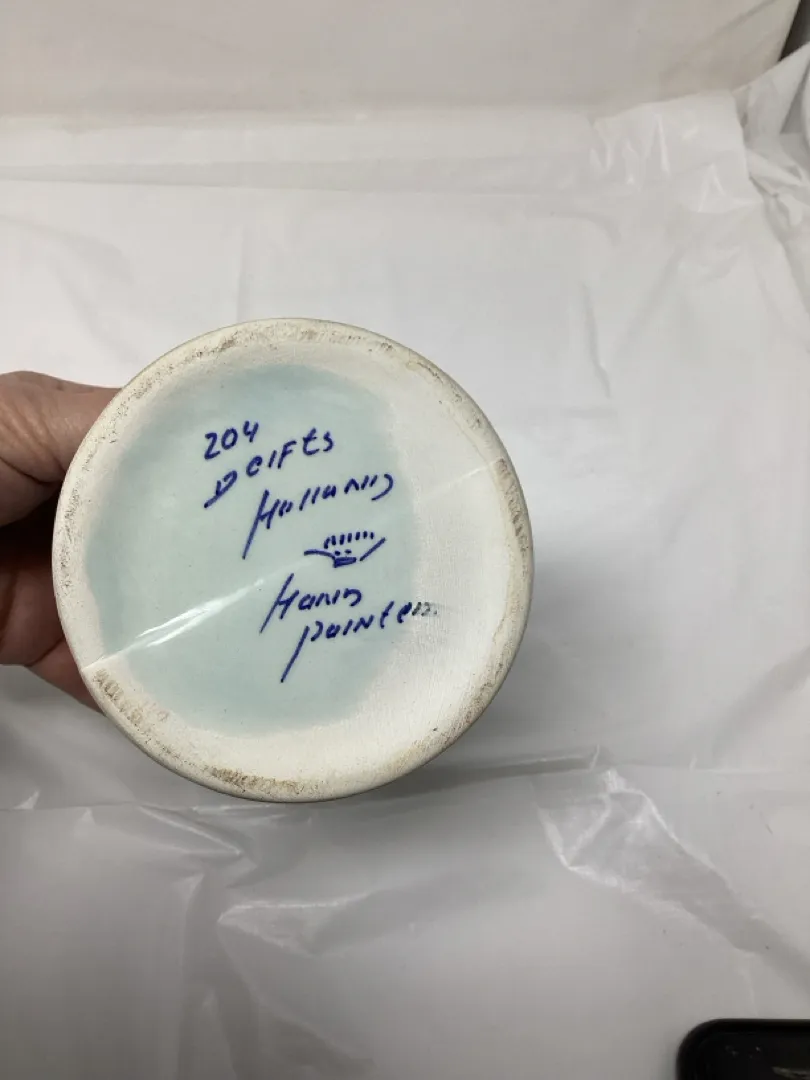 204
Delfts
Holland
Hand
painted